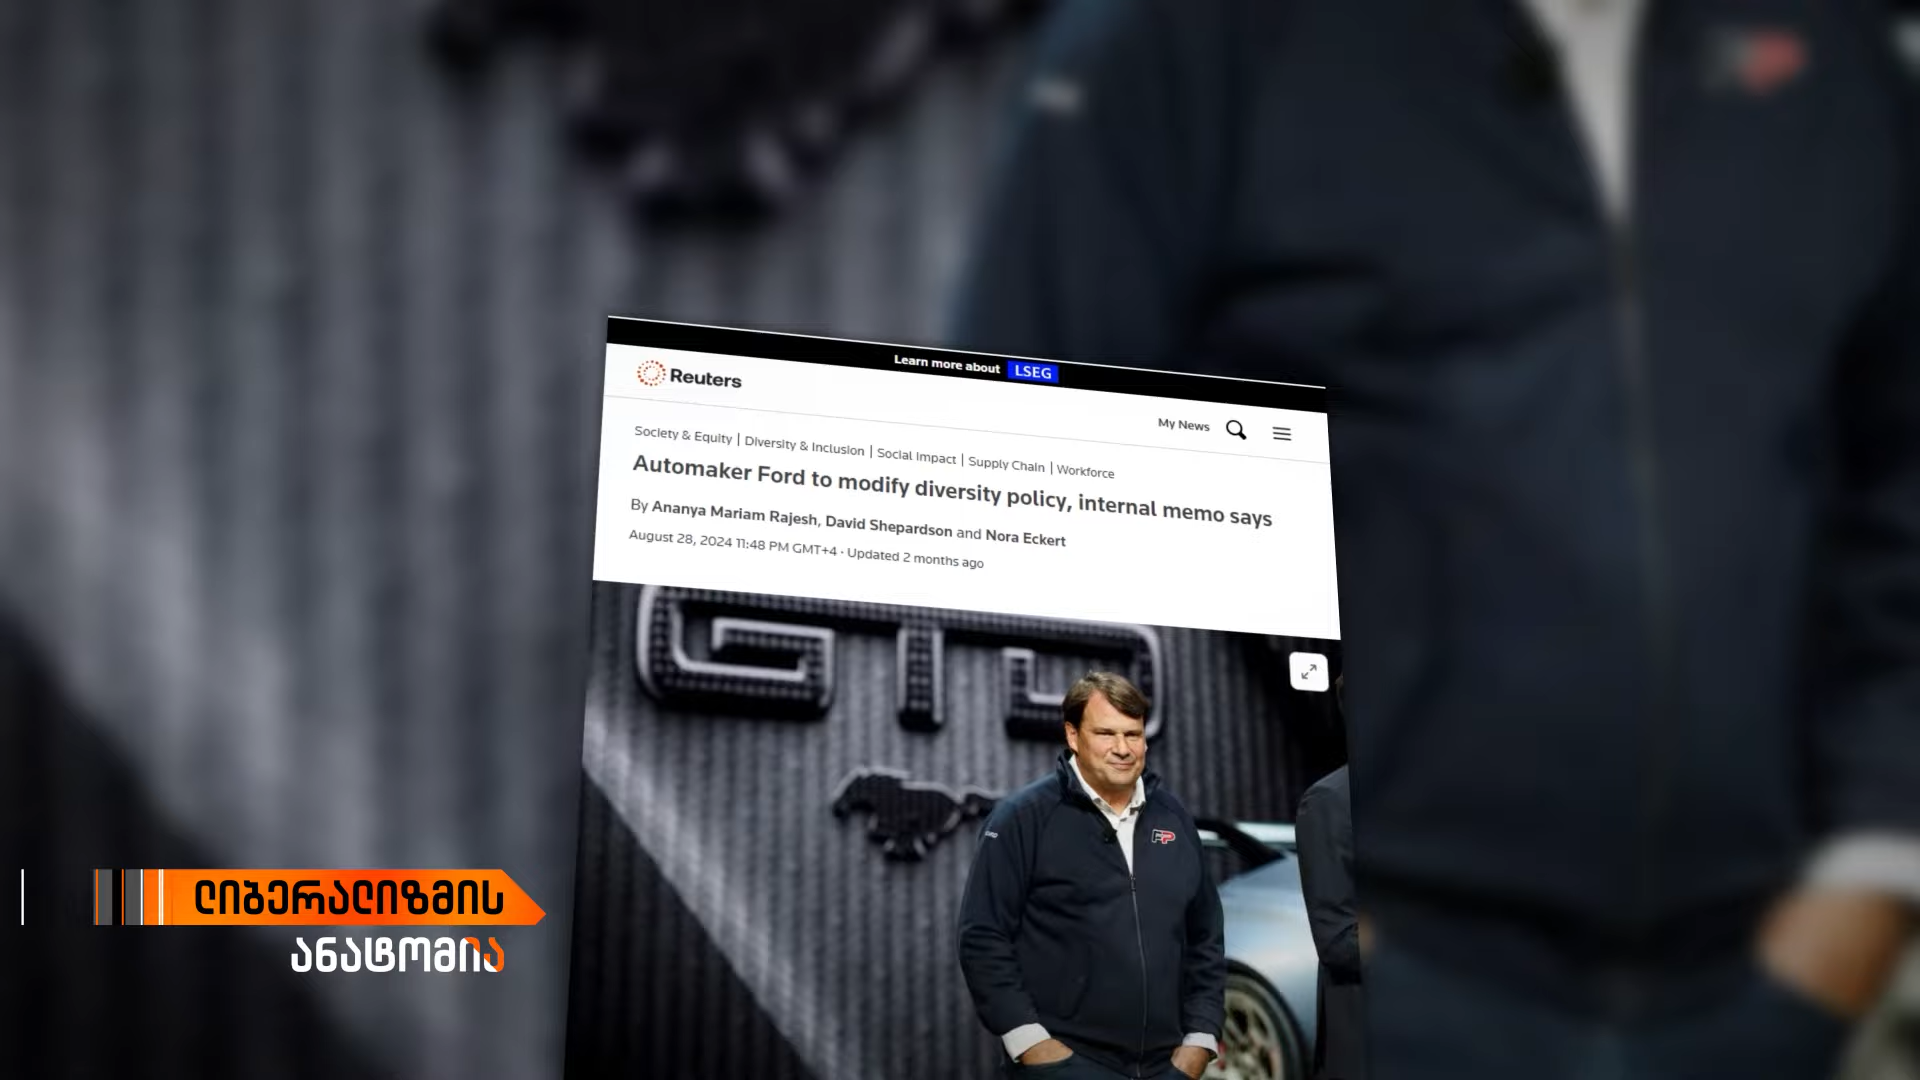 Learn more about LSEG
Reuters
My News
Society & Equity | Diversity & Inclusion | Social Impact | Supply Chain | Workforce
Automaker Ford to modify diversity policy, internal memo says
By Ananya Mariam Rajesh, David Shepardson and Nora Eckert
August 28, 2024 11:48 PM GMT+4 · Updated 2 months ago
GTD
ლიბერალიზმის
ანატომია